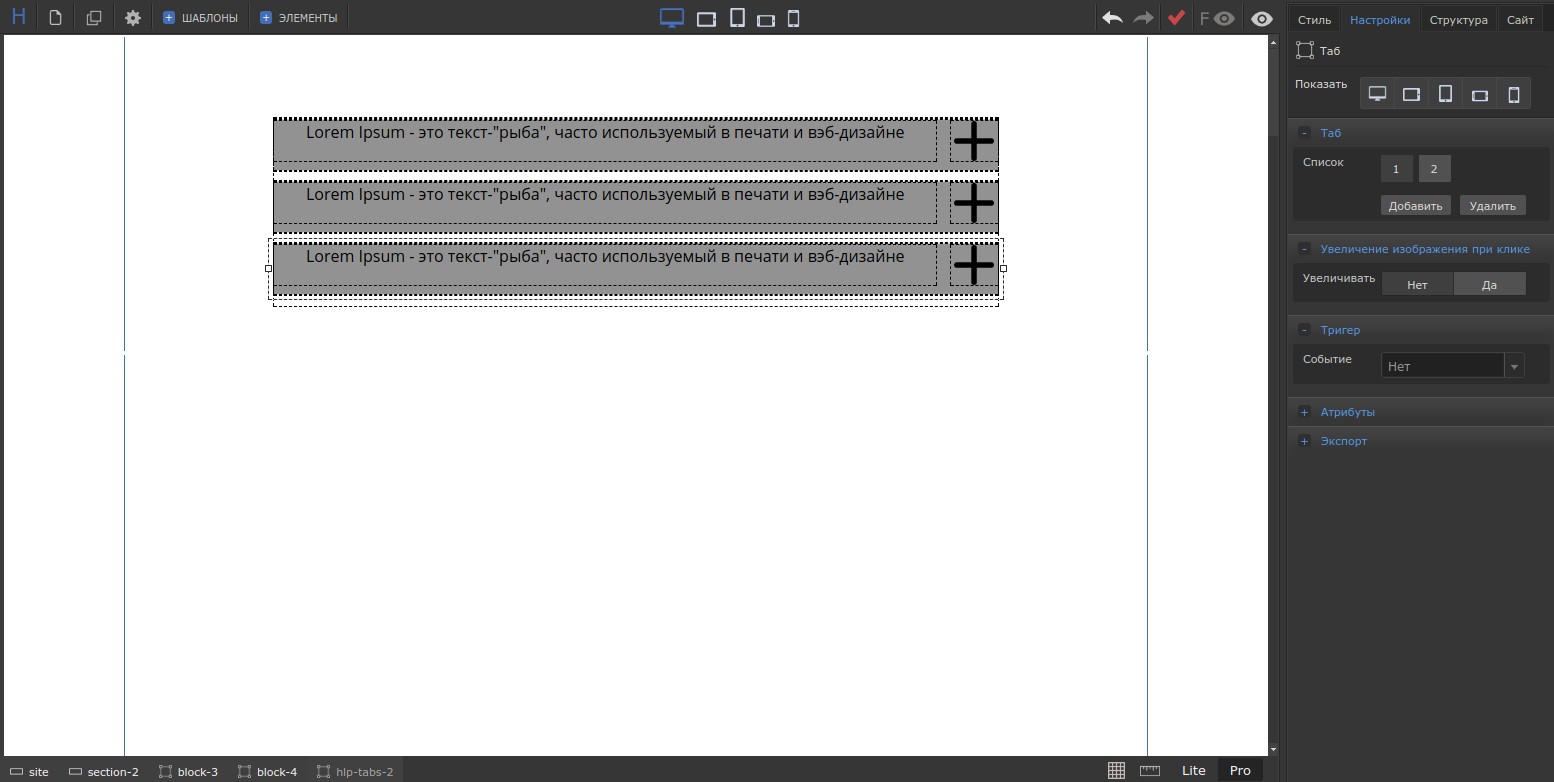 H
ШАБЛОНЫ
ЭЛЕМЕНТЫ
F
Стиль Настройки Структура Сайт
Таб
Показать
Таб
Список 1 2
Добавить Удалить
Увеличение изображения при клике
Увеличивать Нет Да
Тригер
Событие Нет
Атрибуты
Экспорт
Lorem Ipsum - это текст-"рыба", часто используемый в печати и вэб-дизайне
Lorem Ipsum - это текст-"рыба", часто используемый в печати и вэб-дизайне
Lorem Ipsum - это текст-"рыба", часто используемый в печати и вэб-дизайне
site section-2 block-3 block-4 hlp-tabs-2
Lite Pro